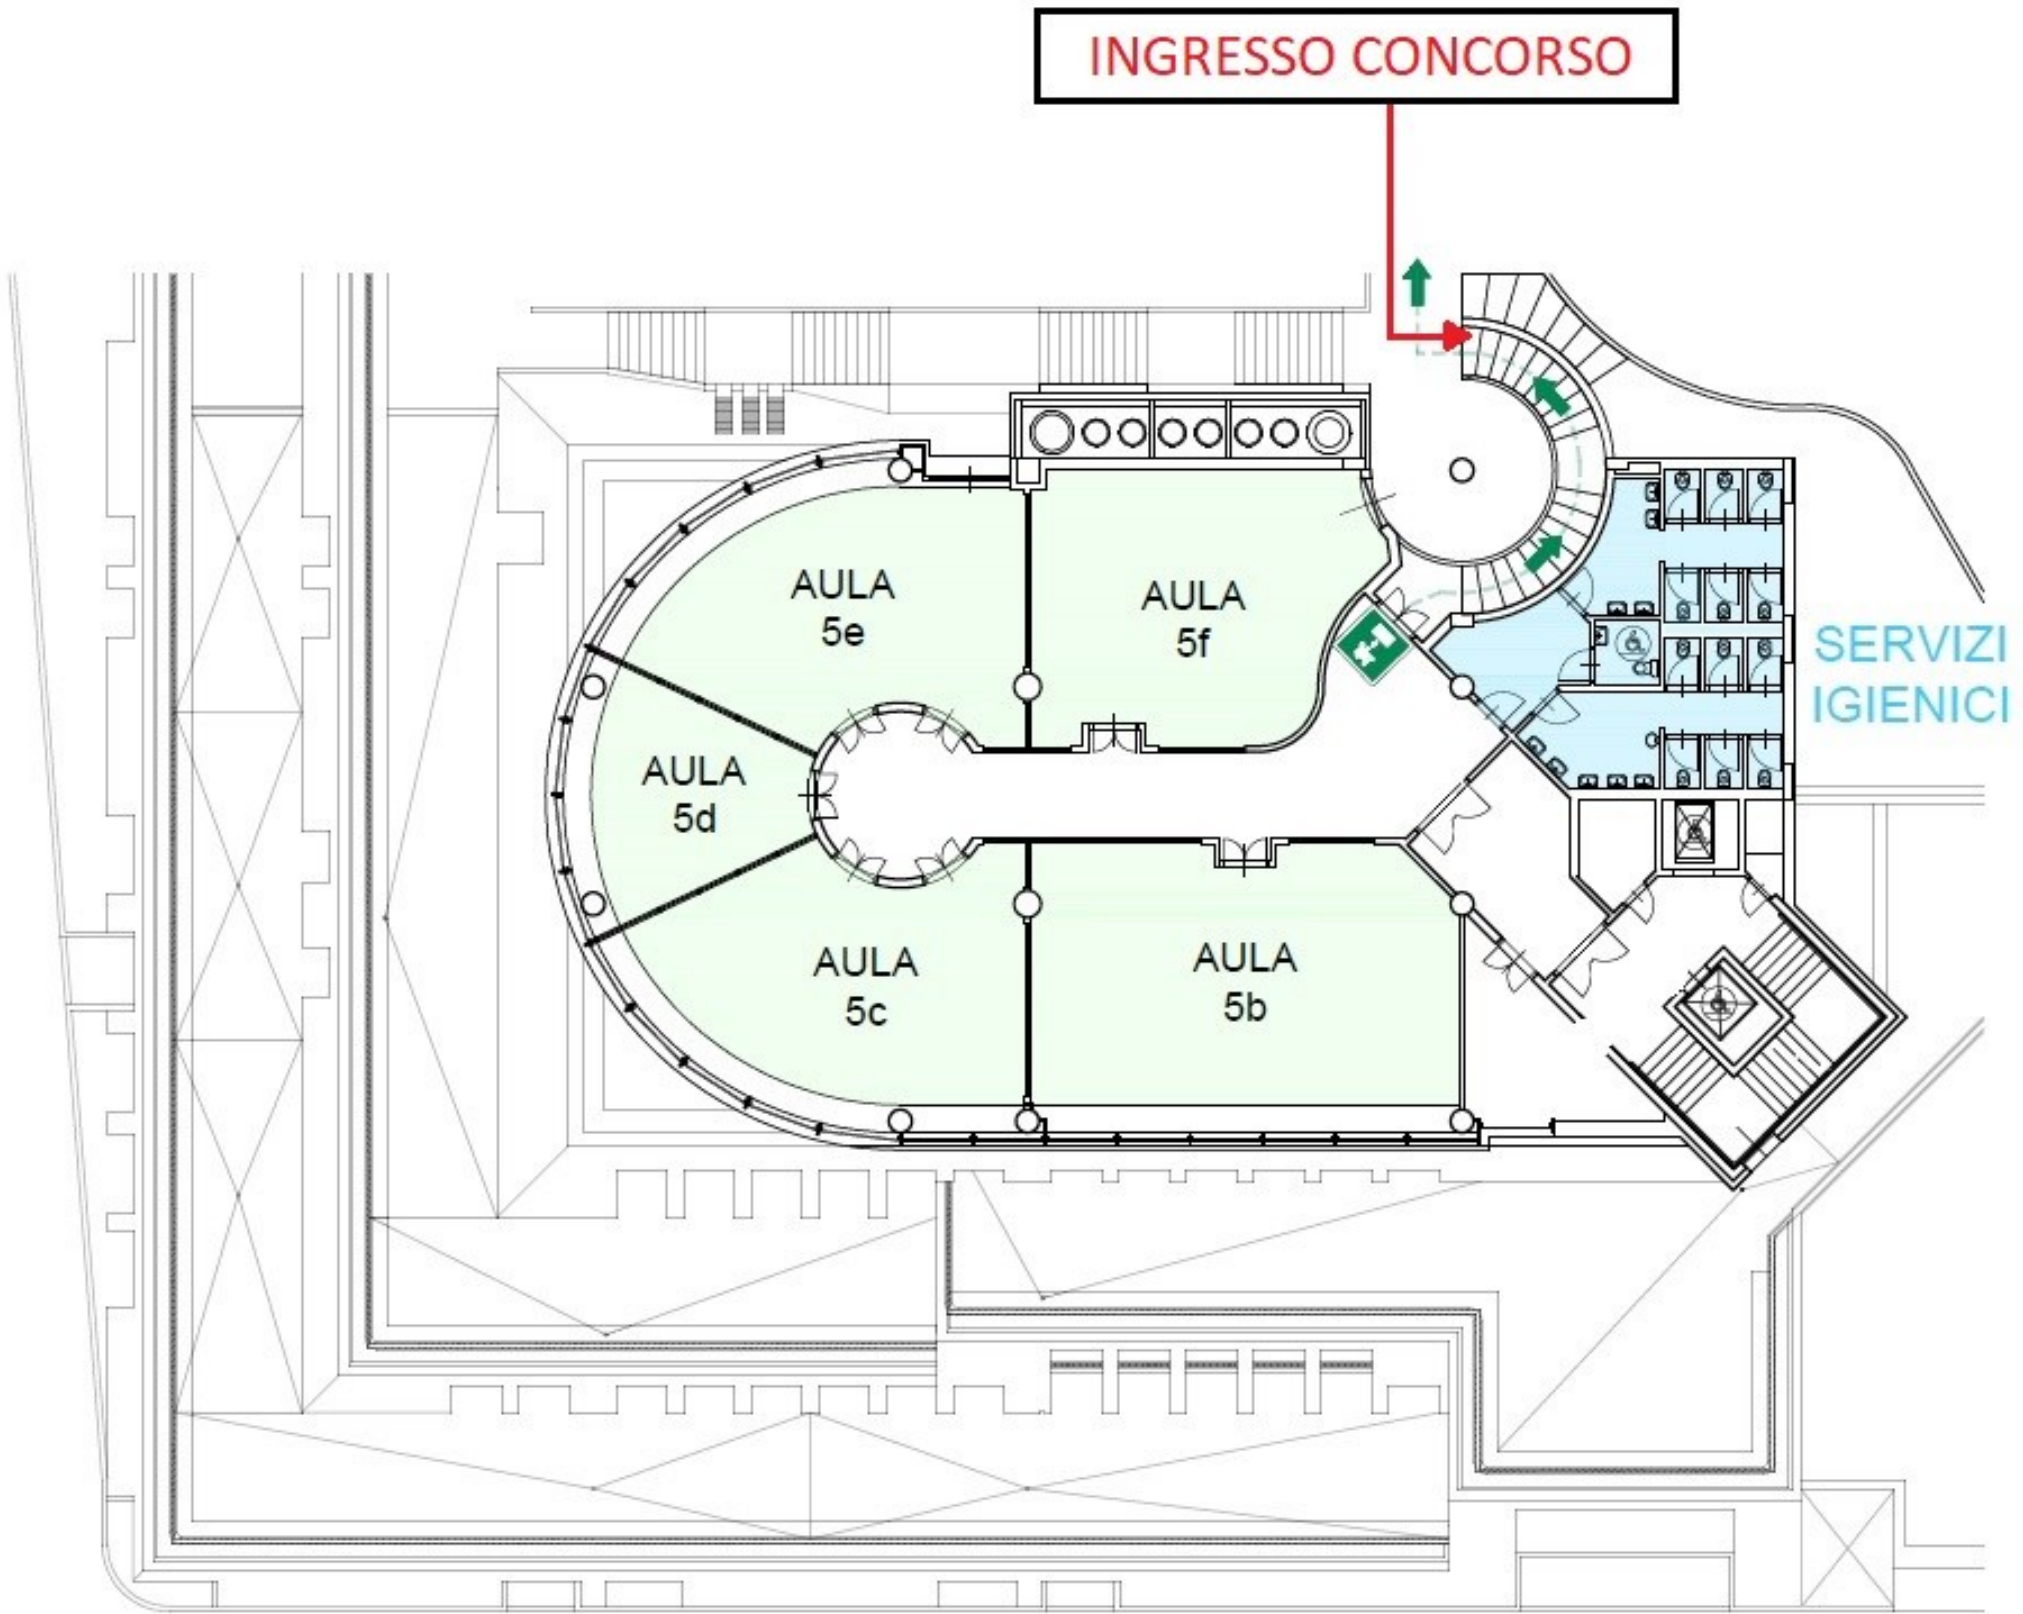 INGRESSO CONCORSO
AULA
5e
AULA
5f
SERVIZI
IGIENICI
AULA
5d
AULA
5c
AULA
5b